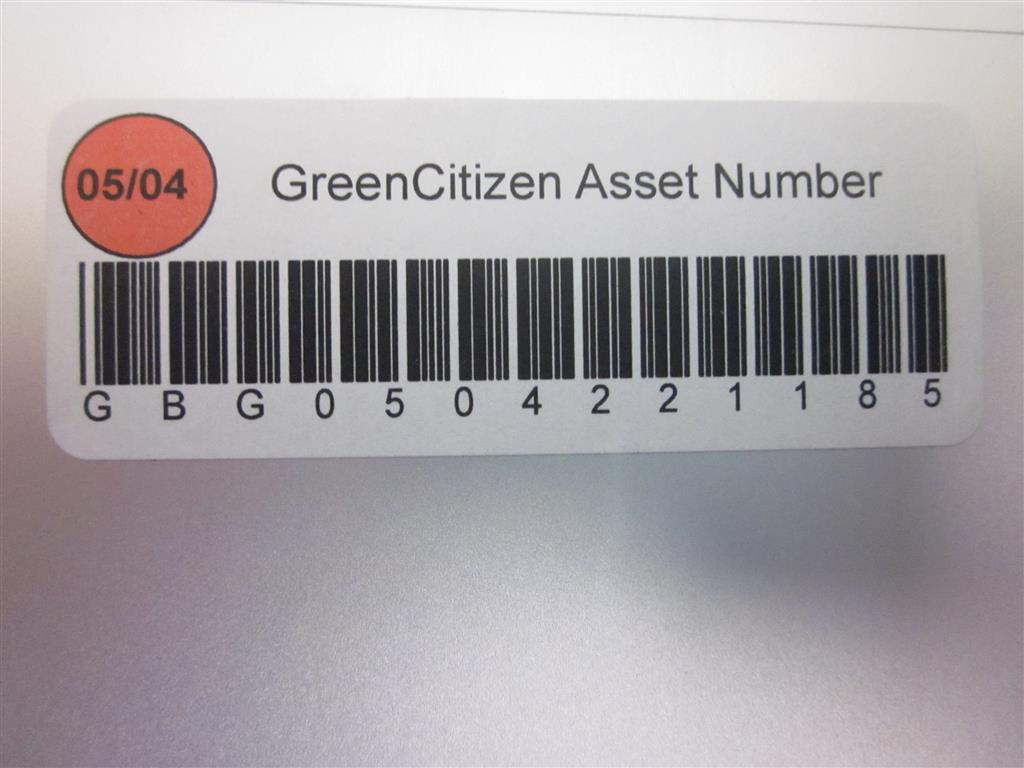 05/04
GreenCitizen Asset Number
G B G 0 5 0 4 2 2 1 1 8 5